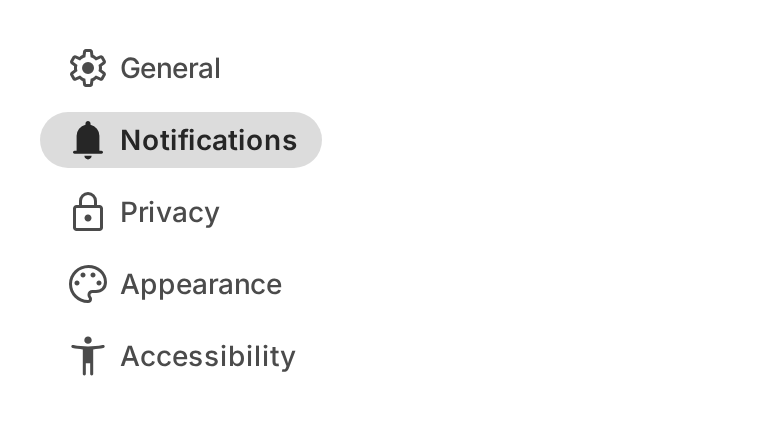 General
Notifications
Privacy
Appearance
Accessibility